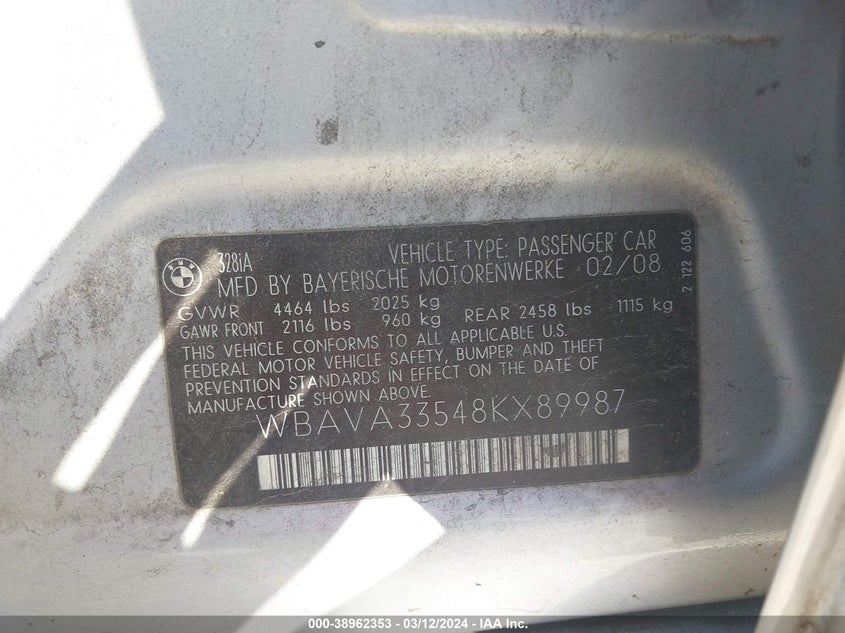 BMW
328iA
VEHICLE TYPE: PASSENGER CAR
MFD BY BAYERISCHE MOTORENWERKE 02/08
GVWR 4464 lbs 2025 kg
GAWR FRONT 2116 lbs 960 kg REAR 2458 lbs 1115 kg
THIS VEHICLE CONFORMS TO ALL APPLICABLE U.S.
FEDERAL MOTOR VEHICLE SAFETY, BUMPER AND THEFT
PREVENTION STANDARDS IN EFFECT ON THE DATE OF
MANUFACTURE SHOWN ABOVE.
WBAVA33548KX89987
2 122 606
000-38962353 - 03/12/2024 - IAA Inc.